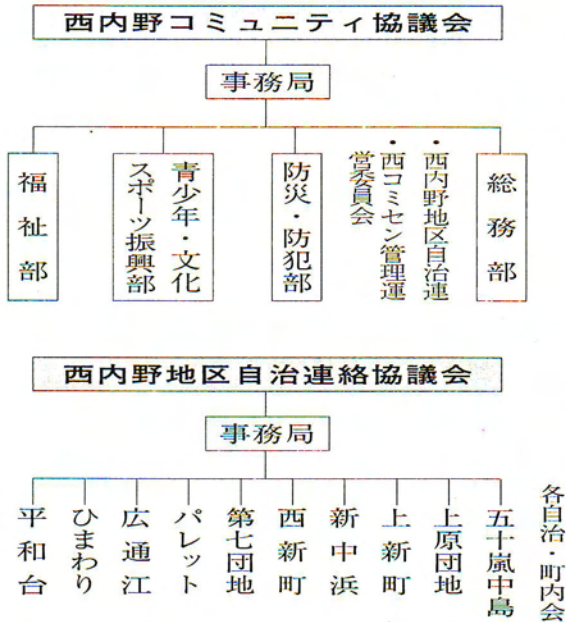 西内野コミュニティ協議会
事務局
総務部
・西内野地区自治連
・西コミセン管理運
営委員会
防災・防犯部
青少年・文化
スポーツ振興部
福祉部
西内野地区自治連絡協議会
事務局
各自治・町内会
五十嵐中島
上原団地
上新町
新中浜
西新町
第七団地
パレット
広通江
ひまわり
平和台